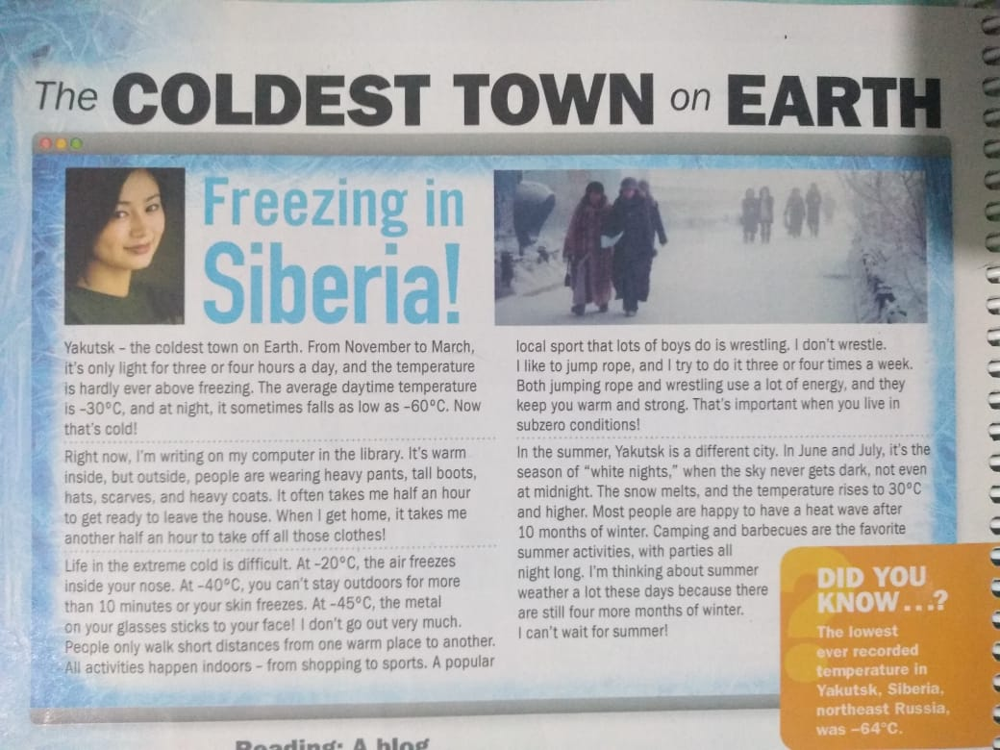 The COLDEST TOWN on EARTH
Freezing in
Siberia!
Yakutsk – the coldest town on Earth. From November to March,
it's only light for three or four hours a day, and the temperature
is hardly ever above freezing. The average daytime temperature
is –30ºC, and at night, it sometimes falls as low as –60ºC. Now
that's cold!
Right now, I'm writing on my computer in the library. It's warm
inside, but outside, people are wearing heavy pants, tall boots,
hats, scarves, and heavy coats. It often takes me half an hour
to get ready to leave the house. When I get home, it takes me
another half an hour to take off all those clothes!
Life in the extreme cold is difficult. At –20ºC, the air freezes
inside your nose. At –40ºC, you can't stay outdoors for more
than 10 minutes or your skin freezes. At –45ºC, the metal
on your glasses sticks to your face! I don't go out very much.
People only walk short distances from one warm place to another.
All activities happen indoors – from shopping to sports. A popular
local sport that lots of boys do is wrestling. I don't wrestle.
I like to jump rope, and I try to do it three or four times a week.
Both jumping rope and wrestling use a lot of energy, and they
keep you warm and strong. That's important when you live in
subzero conditions!
In the summer, Yakutsk is a different city. In June and July, it's the
season of "white nights," when the sky never gets dark, not even
at midnight. The snow melts, and the temperature rises to 30ºC
and higher. Most people are happy to have a heat wave after
10 months of winter. Camping and barbecues are the favorite
summer activities, with parties all
night long. I'm thinking about summer
weather a lot these days because there
are still four more months of winter.
I can't wait for summer!
DID YOU
KNOW...?
The lowest
ever recorded
temperature in
Yakutsk, Siberia,
northeast Russia,
was –64ºC.
Reading: A blog